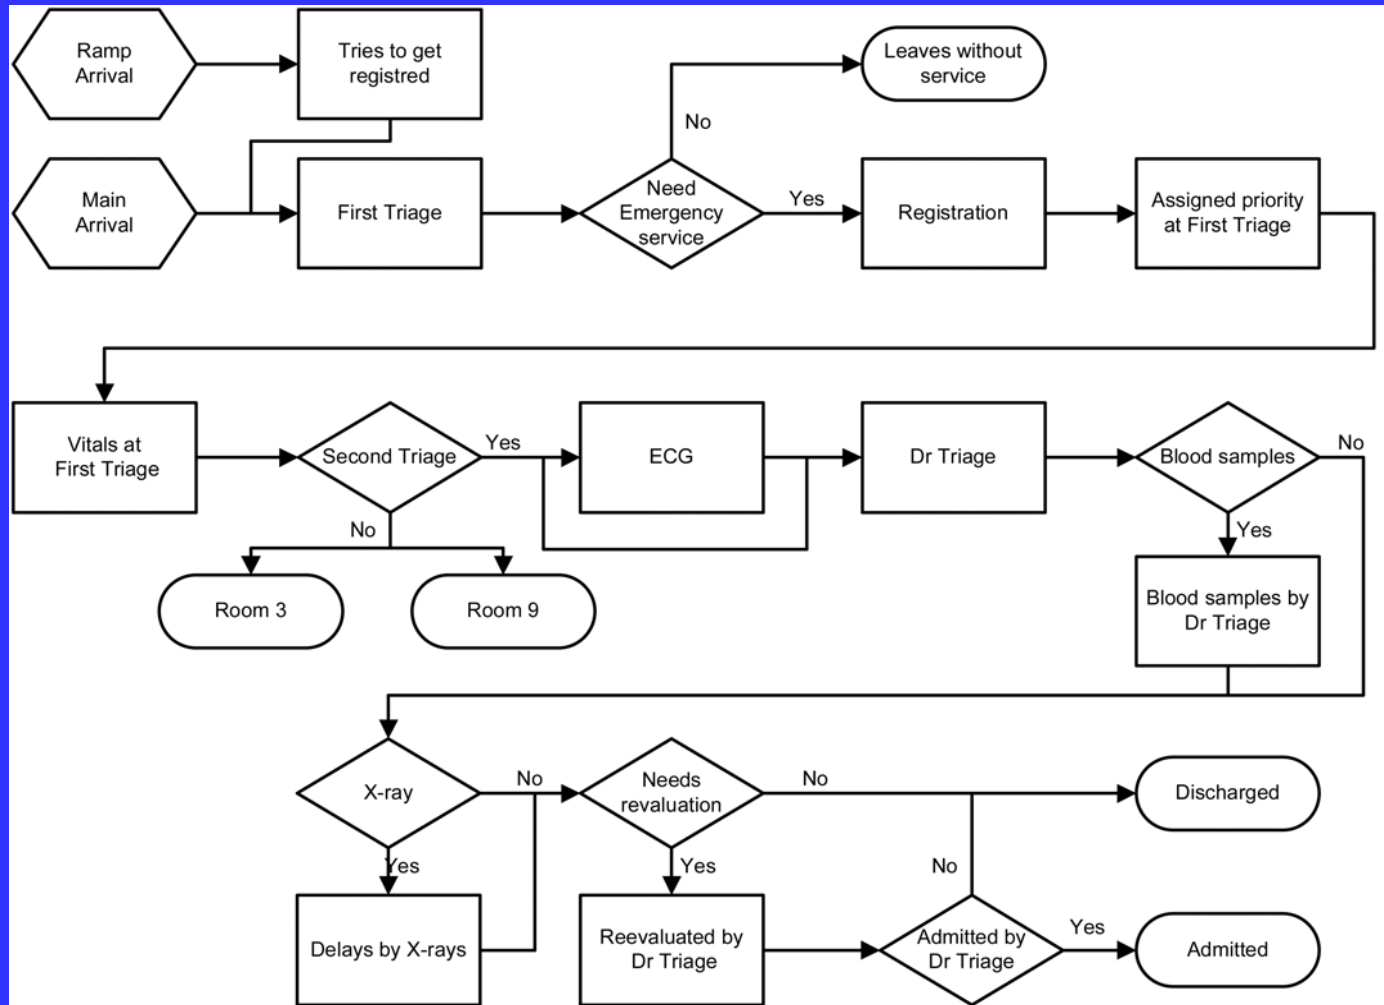 Ramp
Arrival
Tries to get
registred
Leaves without
service
No
Main
Arrival
First Triage
Need
Emergency
service
Yes
Registration
Assigned priority
at First Triage
Vitals at
First Triage
Second Triage
Yes
No
ECG
Dr Triage
Blood samples
No
Yes
Room 3
Room 9
Blood samples by
Dr Triage
X-ray
No
Yes
Needs
revaluation
No
Yes
Discharged
Delays by X-rays
Reevaluated by
Dr Triage
No
Admitted by
Dr Triage
Yes
Admitted